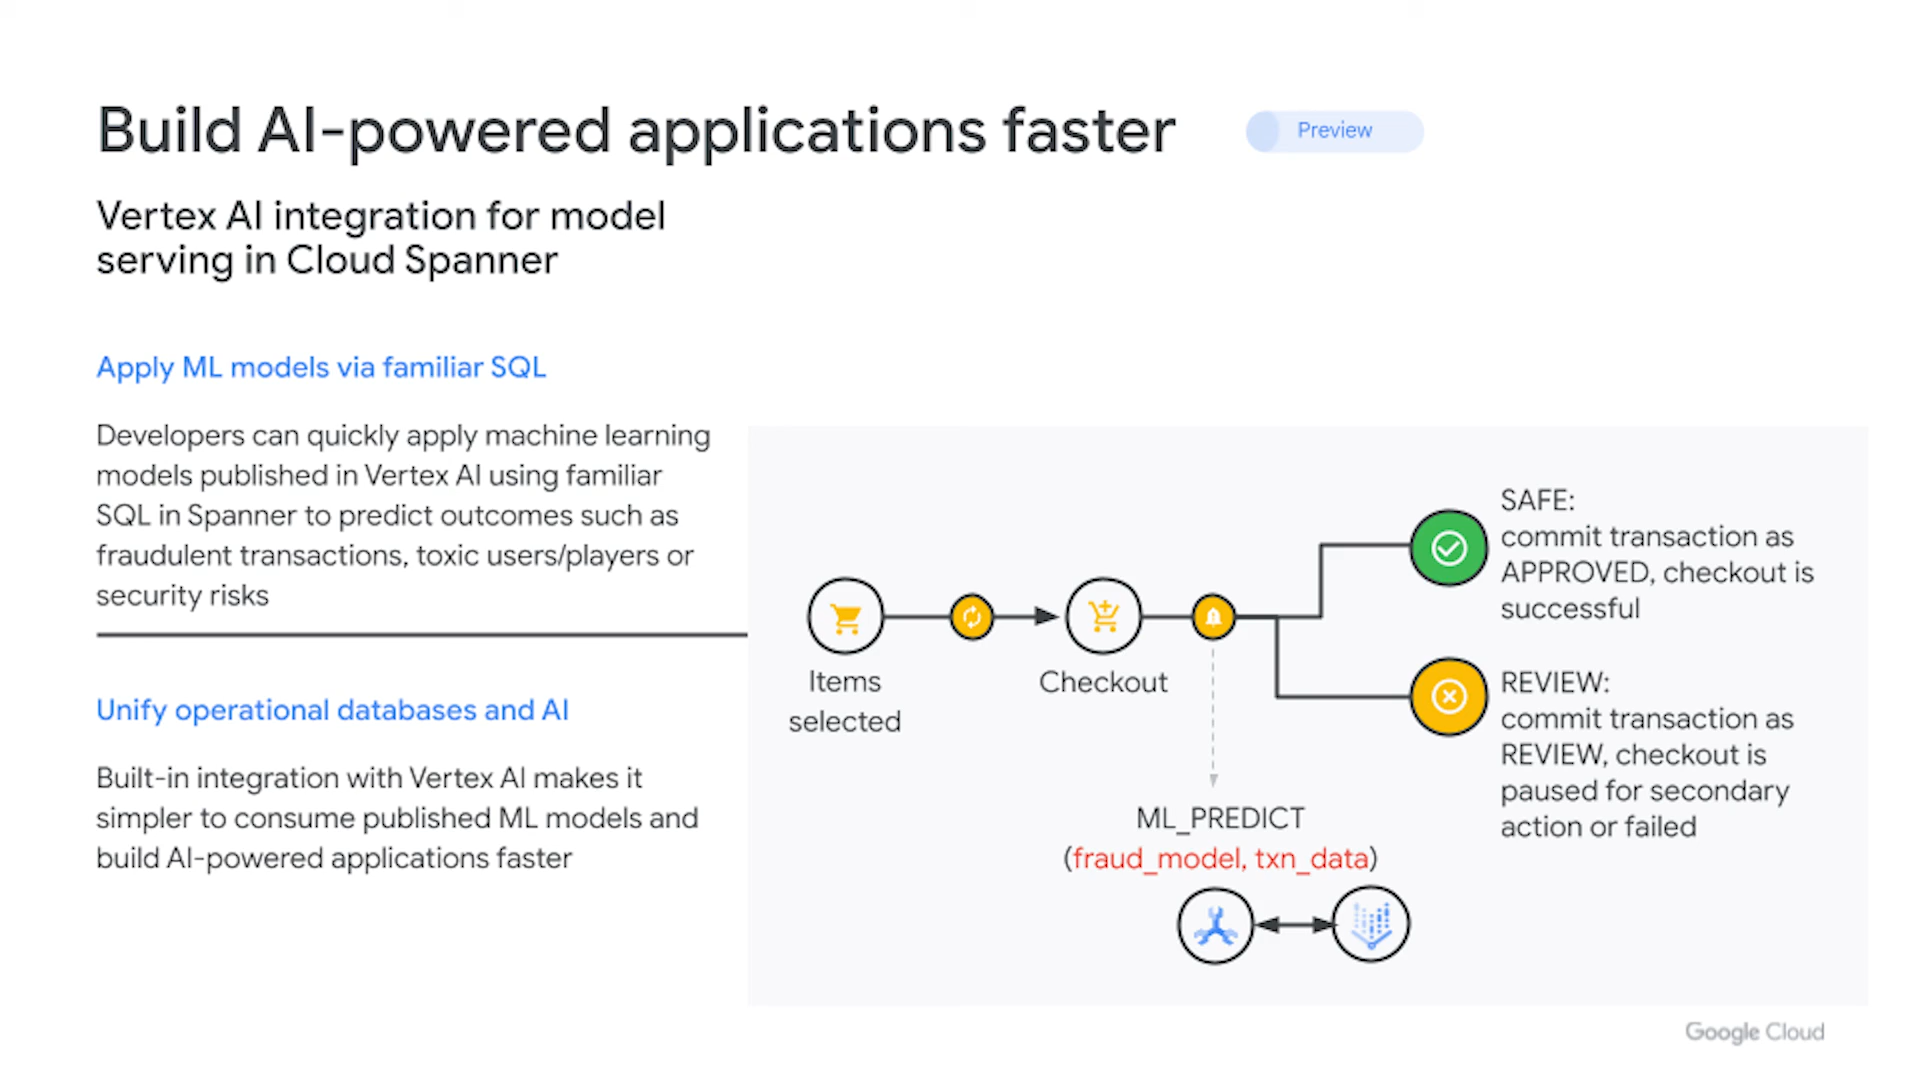 Build AI-powered applications faster
Preview
Vertex AI integration for model
serving in Cloud Spanner
Apply ML models via familiar SQL
Developers can quickly apply machine learning
models published in Vertex AI using familiar
SQL in Spanner to predict outcomes such as
fraudulent transactions, toxic users/players or
security risks
Unify operational databases and AI
Built-in integration with Vertex AI makes it
simpler to consume published ML models and
build AI-powered applications faster
Items
selected
Checkout
ML_PREDICT
(fraud_model, txn_data)
SAFE:
commit transaction as
APPROVED, checkout is
successful
REVIEW:
commit transaction as
REVIEW, checkout is
paused for secondary
action or failed
Google Cloud